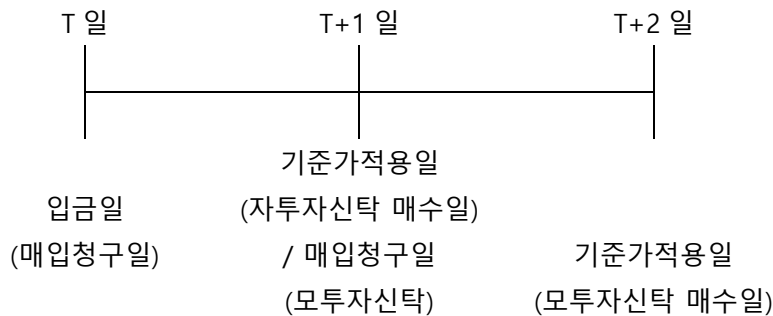 T 일 T+1 일 T+2 일
기준가적용일
입금일 (자투자신탁 매수일)
(매입청구일) / 매입청구일 기준가적용일
(모투자신탁) (모투자신탁 매수일)